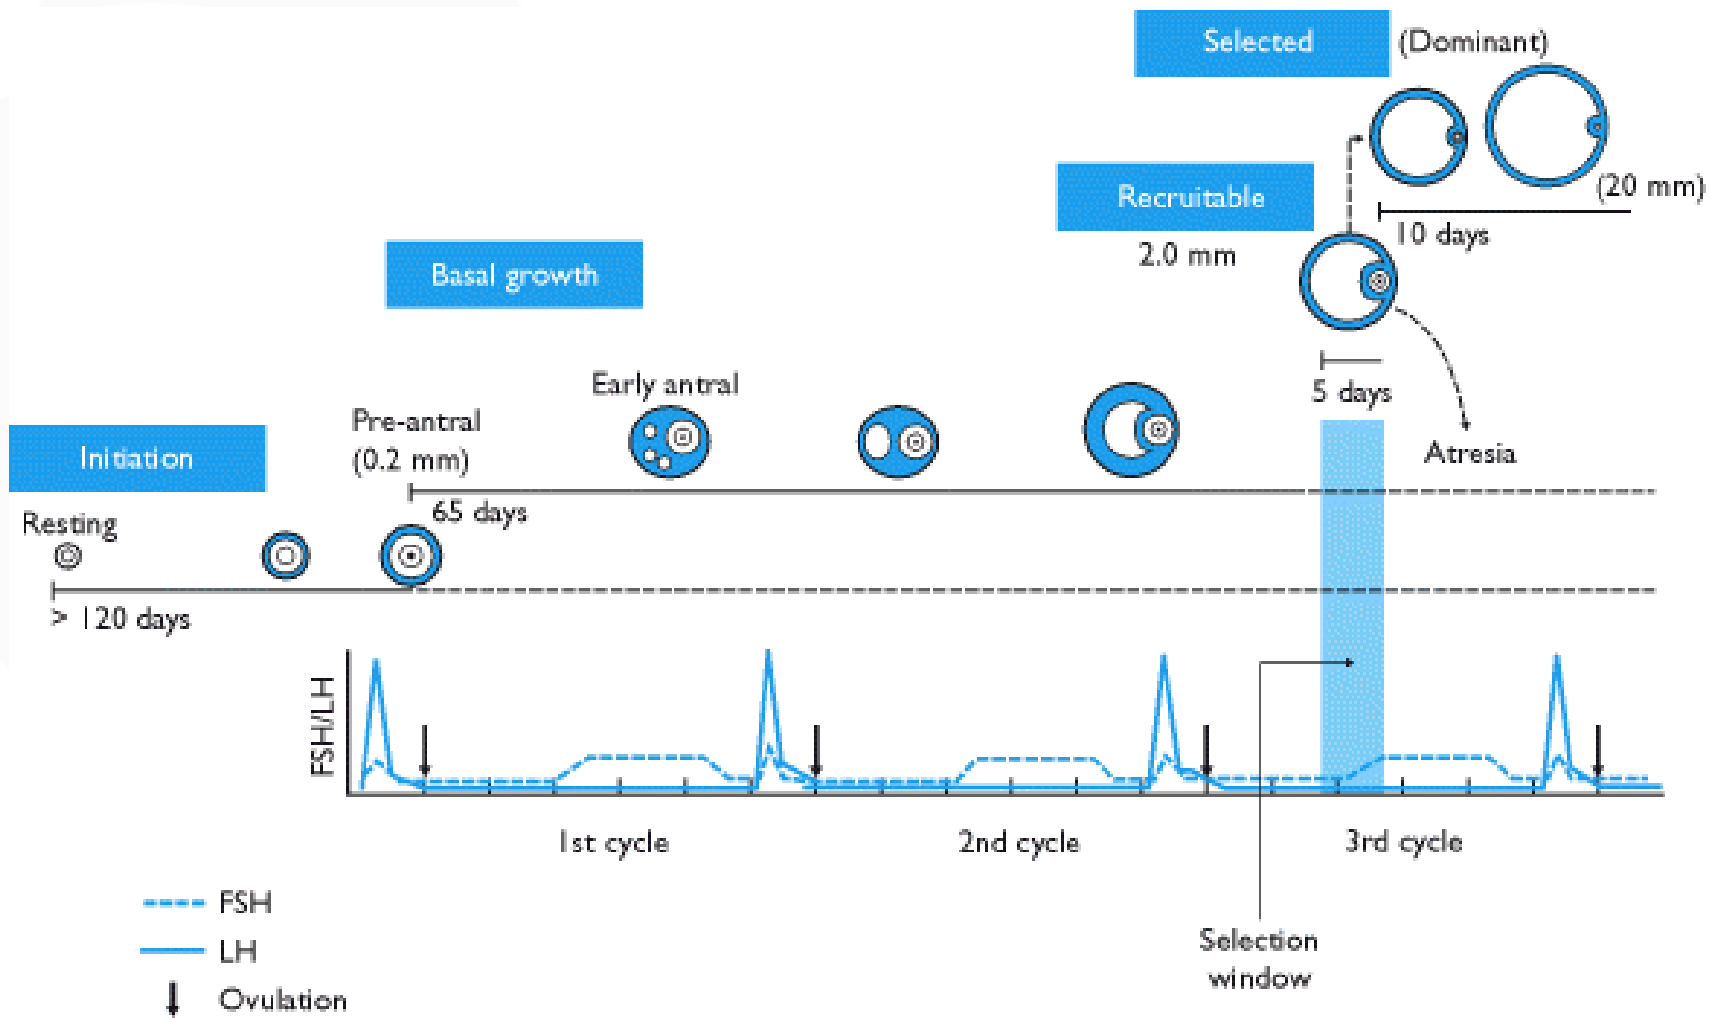 Selected
(Dominant)
(20 mm)
Recruitable
10 days
2.0 mm
Basal growth
5 days
Early antral
Pre-antral
(0.2 mm)
Atresia
Initiation
65 days
Resting
> 120 days
FSH/LH
1st cycle
2nd cycle
3rd cycle
FSH
LH
Ovulation
Selection
window